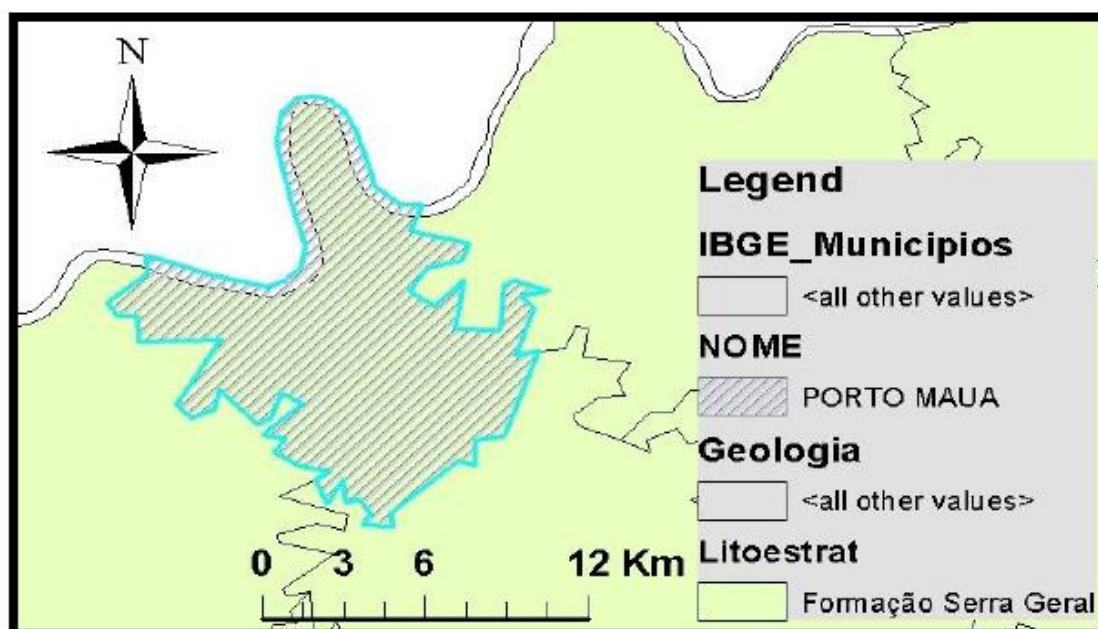 N
Legend
IBGE_Municipios
<all other values>
NOME
PORTO MAUA
Geologia
<all other values>
Litoestrat
Formação Serra Geral
0 3 6 12 Km